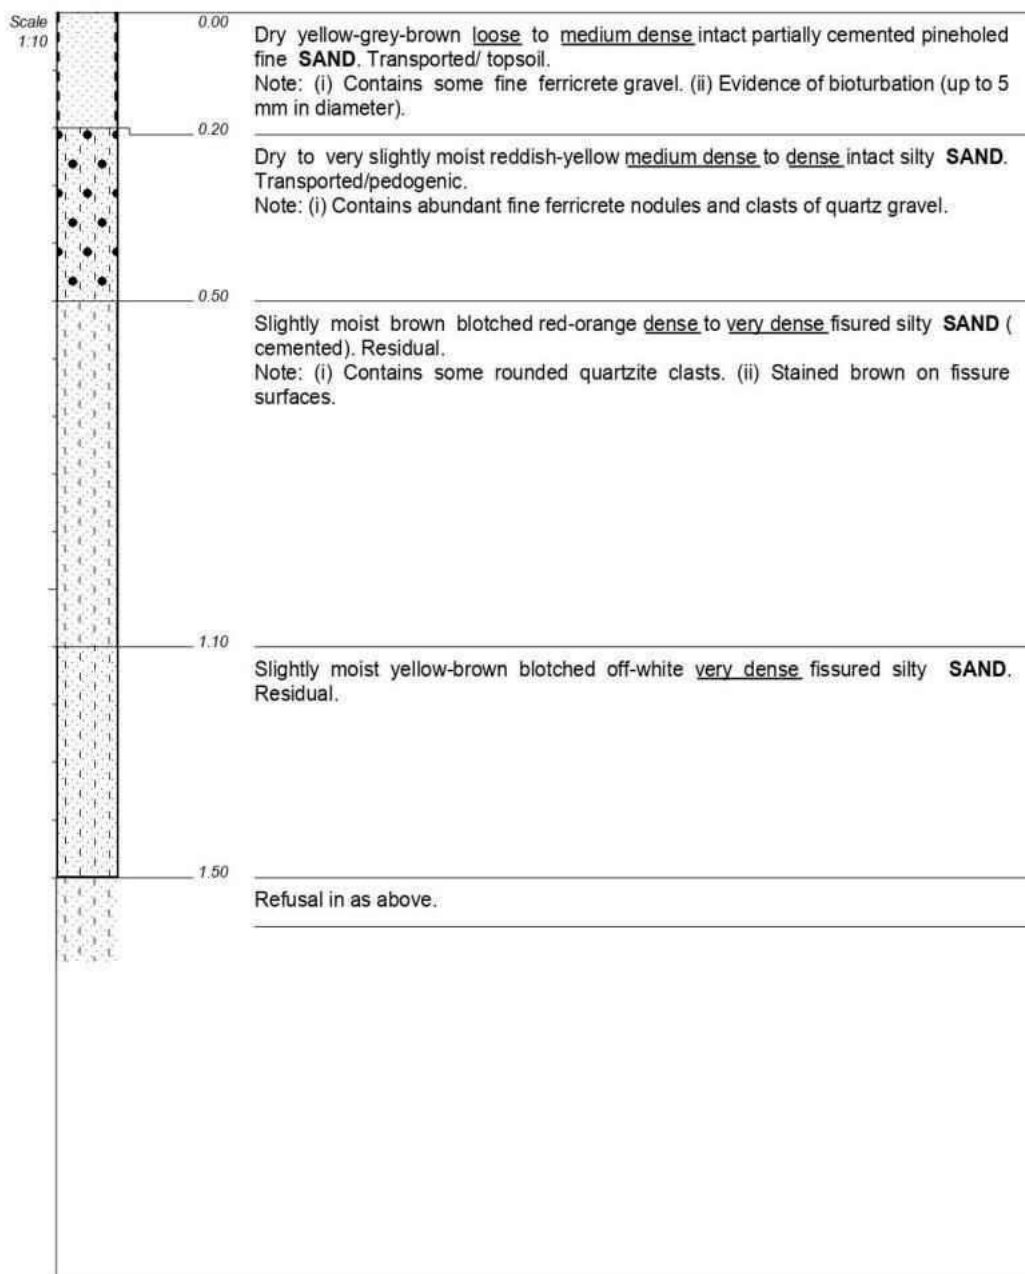 Scale
1:10
0.00
Dry yellow-grey-brown loose to medium dense intact partially cemented pineholed
fine SAND. Transported/ topsoil.
Note: (i) Contains some fine ferricrete gravel. (ii) Evidence of bioturbation (up to 5
mm in diameter).
0.20
Dry to very slightly moist reddish-yellow medium dense to dense intact silty SAND.
Transported/pedogenic.
Note: (i) Contains abundant fine ferricrete nodules and clasts of quartz gravel.
0.50
Slightly moist brown blotched red-orange dense to very dense fisured silty SAND (
cemented). Residual.
Note: (i) Contains some rounded quartzite clasts. (ii) Stained brown on fissure
surfaces.
1.10
Slightly moist yellow-brown blotched off-white very dense fissured silty SAND.
Residual.
1.50
Refusal in as above.